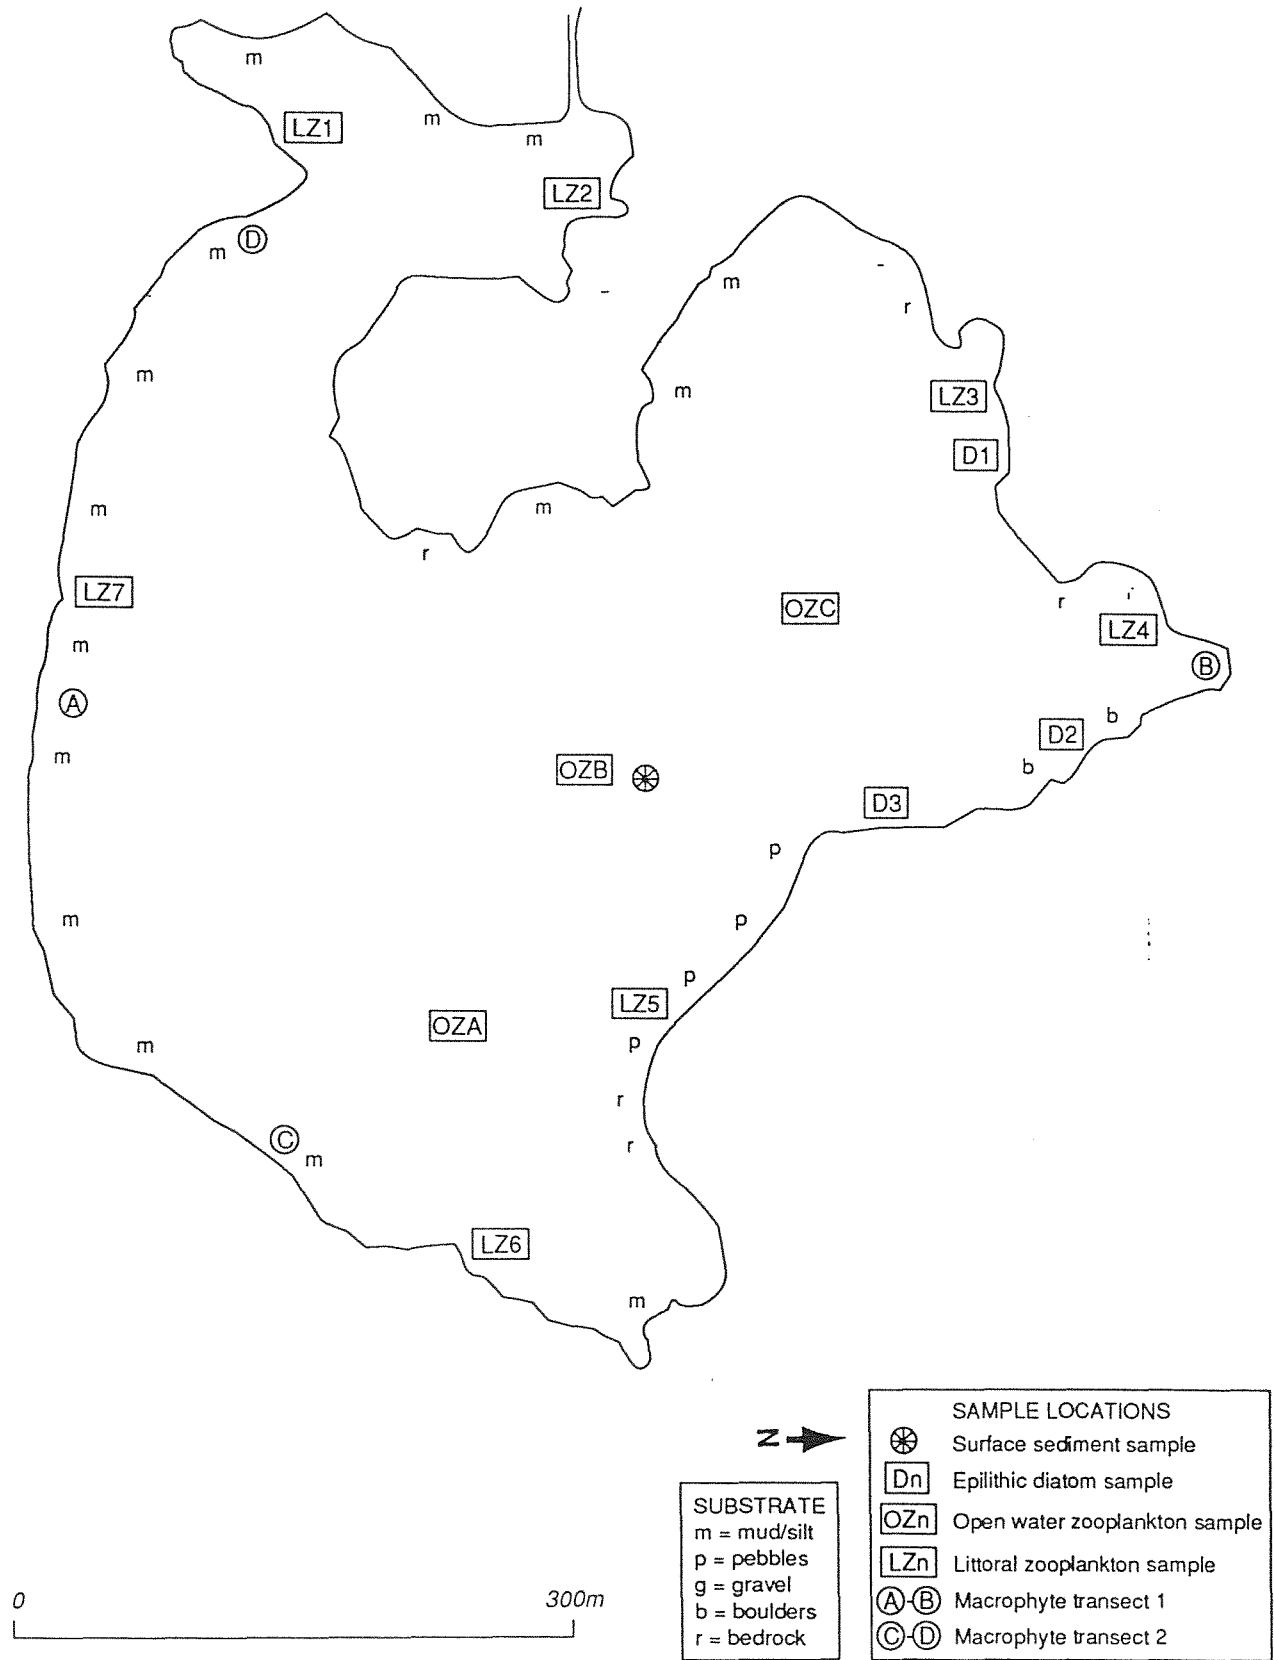 m
LZ1
m
m
LZ2
D
m
m
r
m
m
LZ3
D1
m
m
r
LZ7
OZC
r
LZ4
m
B
A
b
D2
m
OZB
b
D3
p
m
p
p
LZ5
OZA
p
m
r
C
r
m
LZ6
m
N
SAMPLE LOCATIONS
Surface sediment sample
Dn Epilithic diatom sample
OZn Open water zooplankton sample
LZn Littoral zooplankton sample
A-B Macrophyte transect 1
C-D Macrophyte transect 2
SUBSTRATE
m = mud/silt
p = pebbles
g = gravel
b = boulders
r = bedrock
0 300m